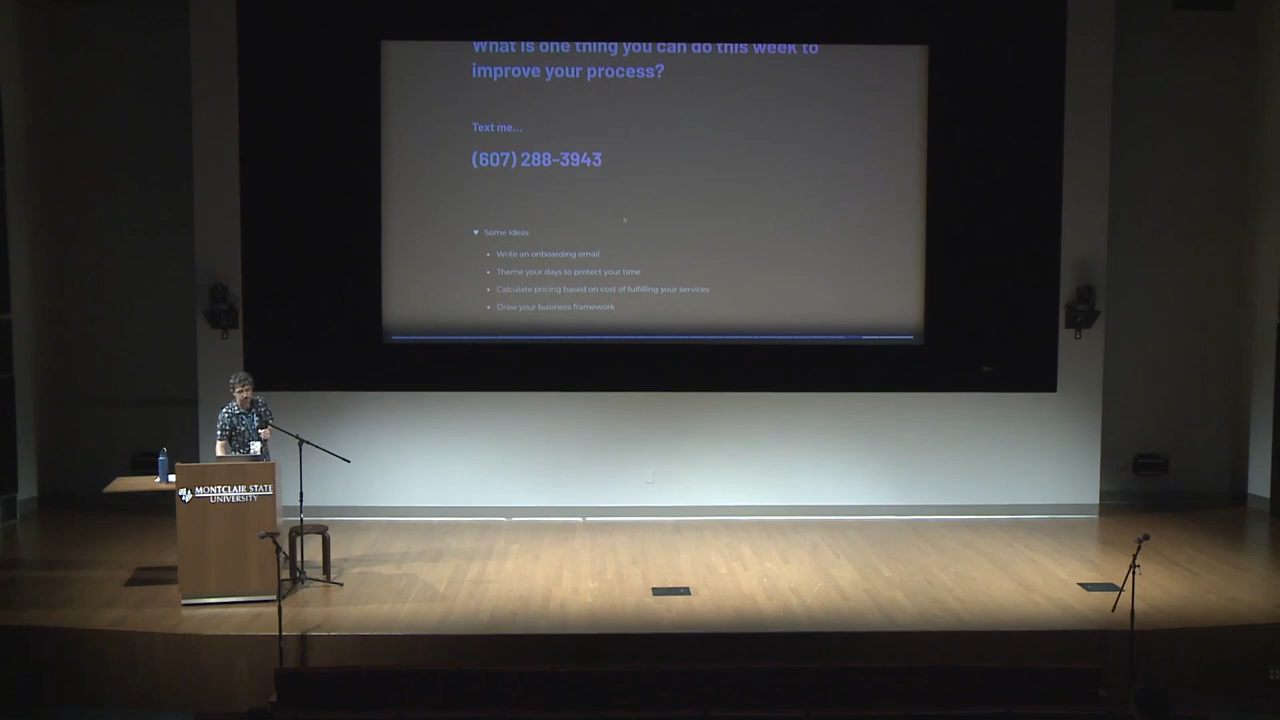 What is one thing you can do this week to
improve your process?
Text me...
(607) 288-3943
▼ Some ideas
• Write an onboarding email
• Theme your days to protect your time
• Calculate pricing based on cost of fulfilling your services
• Draw your business framework
MONTCLAIR STATE
UNIVERSITY